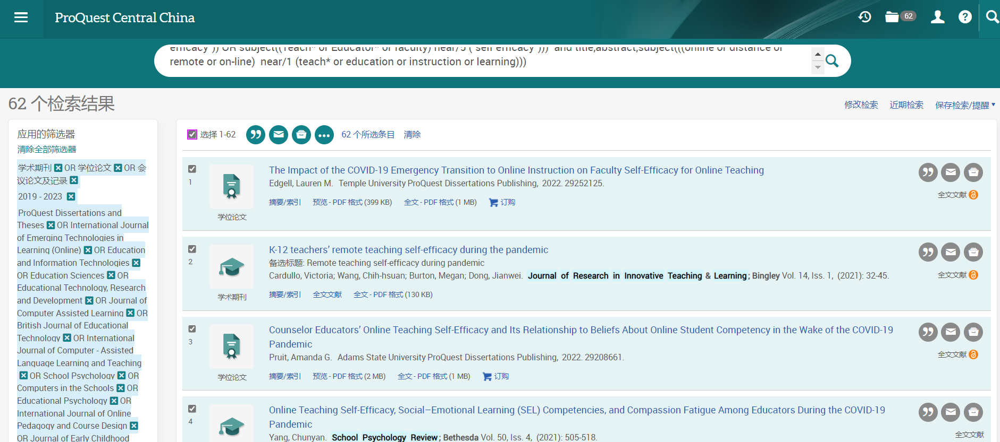 ProQuest Central China
62
efficacy")) OR subject((Teach* or Educator* or faculty) near/5 ("self efficacy"))) and title,abstract,subject(((online or distance or
remote or on-line) near/1 (teach* or education or instruction or learning)))
62 个检索结果
修改检索 近期检索 保存检索/提醒
应用的筛选器
清除全部筛选器
学术期刊 OR 学位论文 OR 会
议论文及记录
2019 - 2023
ProQuest Dissertations and
Theses OR International Journal
of Emerging Technologies in
Learning (Online) OR Education
and Information Technologies
OR Education Sciences OR
Educational Technology, Research
and Development OR Journal of
Computer Assisted Learning OR
British Journal of Educational
Technology OR International
Journal of Computer - Assisted
Language Learning and Teaching
OR School Psychology OR
Computers in the Schools OR
Educational Psychology OR
International Journal of Online
Pedagogy and Course Design
OR Journal of Early Childhood
选择 1-62 62 个所选条目 清除
1
学位论文
The Impact of the COVID-19 Emergency Transition to Online Instruction on Faculty Self-Efficacy for Online Teaching
Edgell, Lauren M. Temple University ProQuest Dissertations Publishing, 2022. 29252125.
摘要/索引 预览 - PDF 格式 (399 KB) 全文 - PDF 格式 (1 MB) 订购
全文文献
2
学术期刊
K-12 teachers’ remote teaching self-efficacy during the pandemic
备选标题: Remote teaching self-efficacy during pandemic
Cardullo, Victoria; Wang, Chih-hsuan; Burton, Megan; Dong, Jianwei. Journal of Research in Innovative Teaching & Learning; Bingley Vol. 14, Iss. 1, (2021): 32-45.
摘要/索引 全文文献 全文 - PDF 格式 (130 KB)
全文文献
3
学位论文
Counselor Educators’ Online Teaching Self-Efficacy and Its Relationship to Beliefs About Online Student Competency in the Wake of the COVID-19
Pandemic
Pruit, Amanda G. Adams State University ProQuest Dissertations Publishing, 2022. 29208661.
摘要/索引 预览 - PDF 格式 (2 MB) 全文 - PDF 格式 (1 MB) 订购
全文文献
4
Online Teaching Self-Efficacy, Social–Emotional Learning (SEL) Competencies, and Compassion Fatigue Among Educators During the COVID-19
Pandemic
Yang, Chunyan. School Psychology Review; Bethesda Vol. 50, Iss. 4, (2021): 505-518.
全文文献